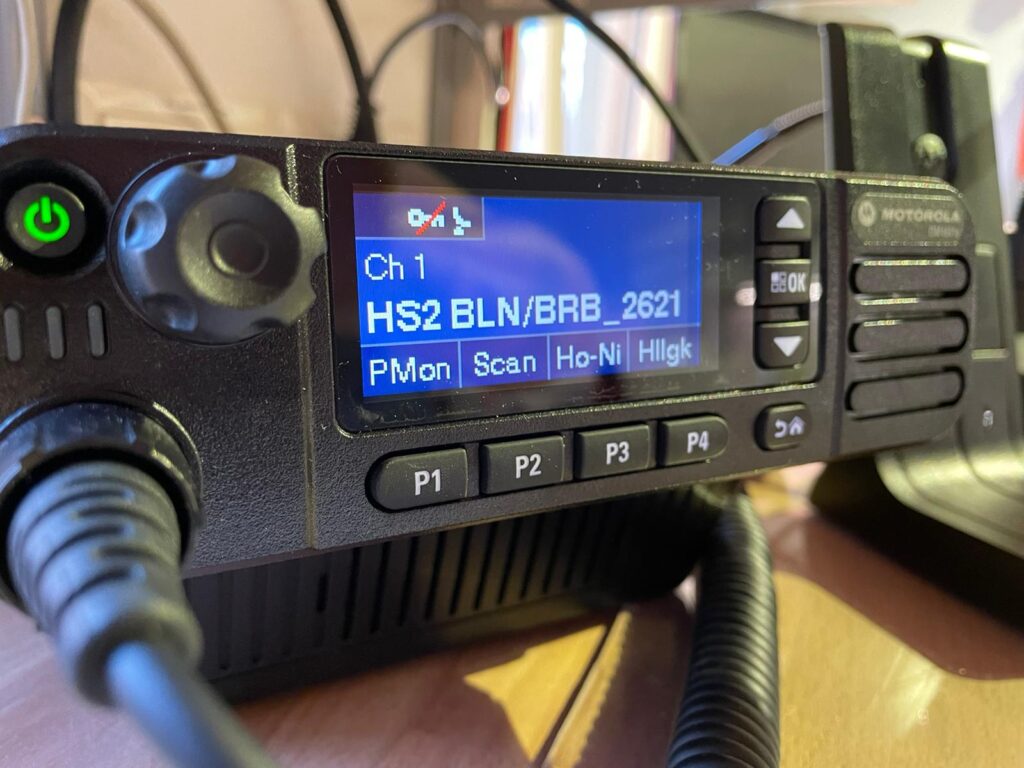 Ch 1
HS2 BLN/BRB_2621
PMon Scan Ho-Ni Hllgk
OK
P1 P2 P3 P4
MOTOROLA